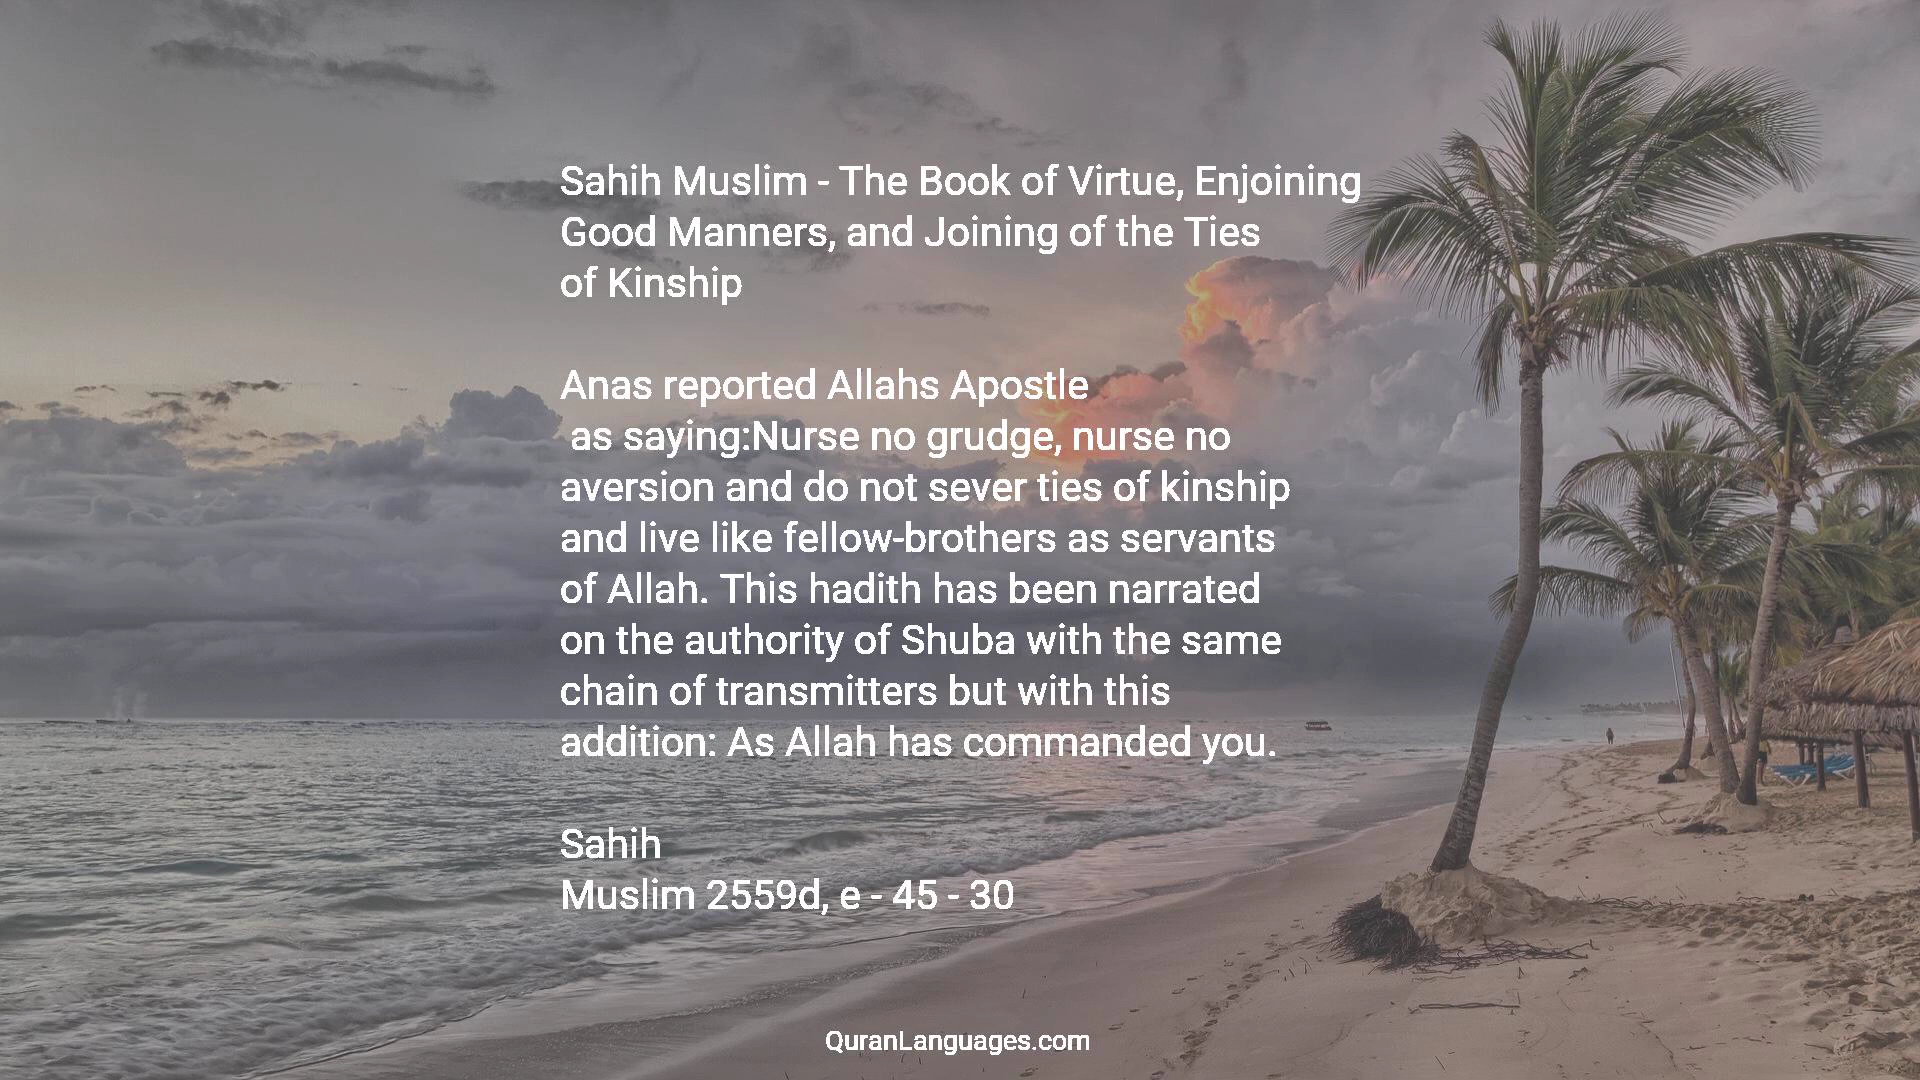 Sahih Muslim - The Book of Virtue, Enjoining
Good Manners, and Joining of the Ties
of Kinship
Anas reported Allahs Apostle
as saying:Nurse no grudge, nurse no
aversion and do not sever ties of kinship
and live like fellow-brothers as servants
of Allah. This hadith has been narrated
on the authority of Shuba with the same
chain of transmitters but with this
addition: As Allah has commanded you.
Sahih
Muslim 2559d, e - 45 - 30
QuranLanguages.com